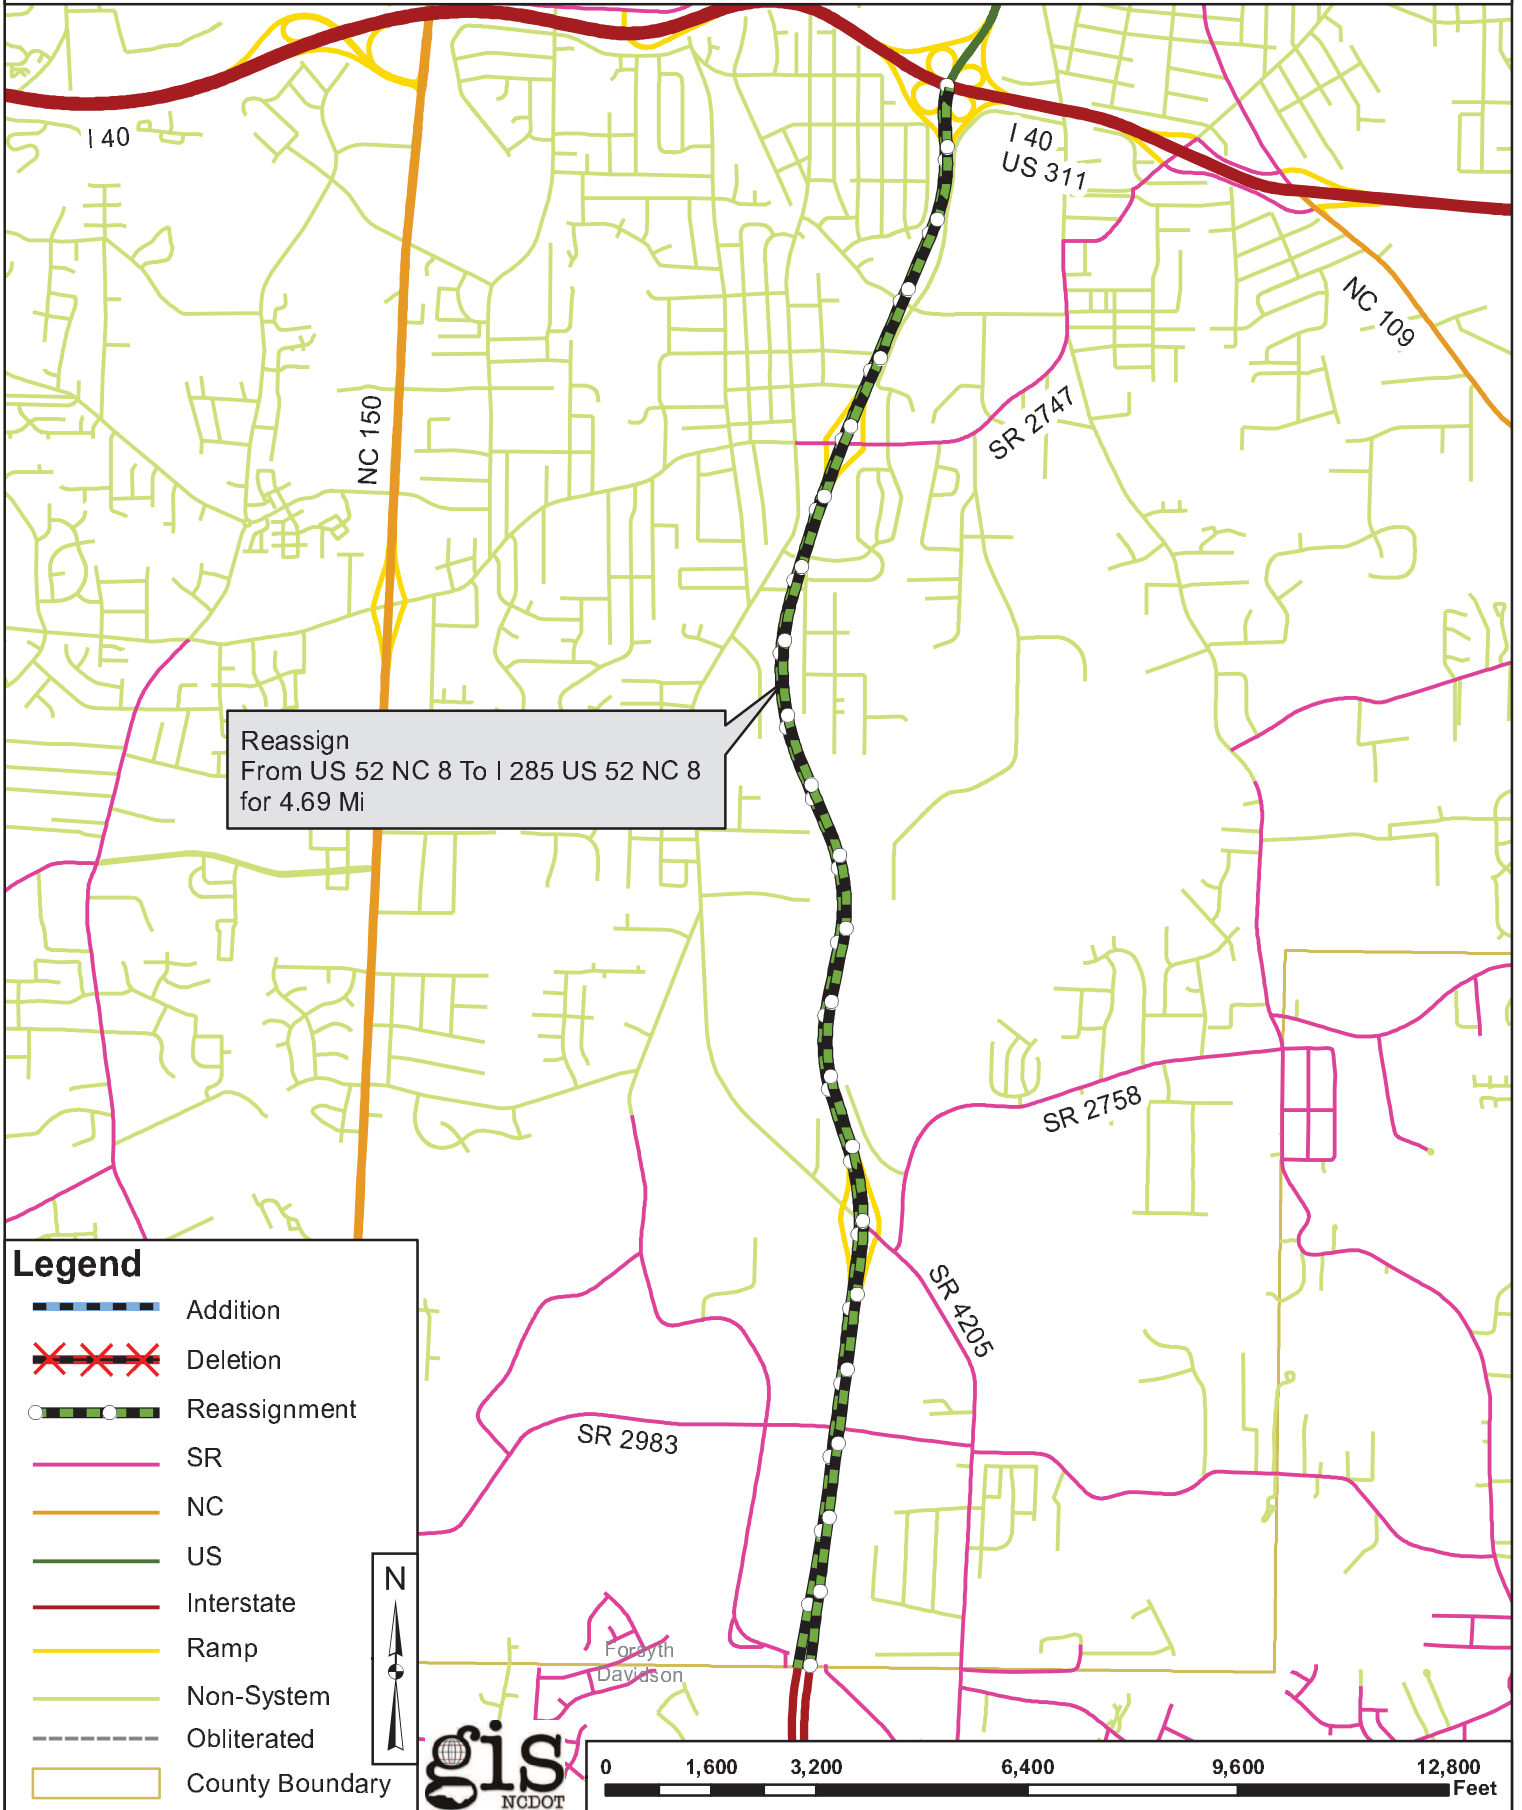 I 40
I 40
US 311
NC 109
NC 150
SR 2747
Reassign
From US 52 NC 8 To I 285 US 52 NC 8
for 4.69 Mi
SR 2758
SR 4205
SR 2983
Forsyth
Davidson
Legend
Addition
Deletion
Reassignment
SR
NC
US
Interstate
Ramp
Non-System
Obliterated
County Boundary
N
gis
NCDOT
0 1,600 3,200 6,400 9,600 12,800
Feet